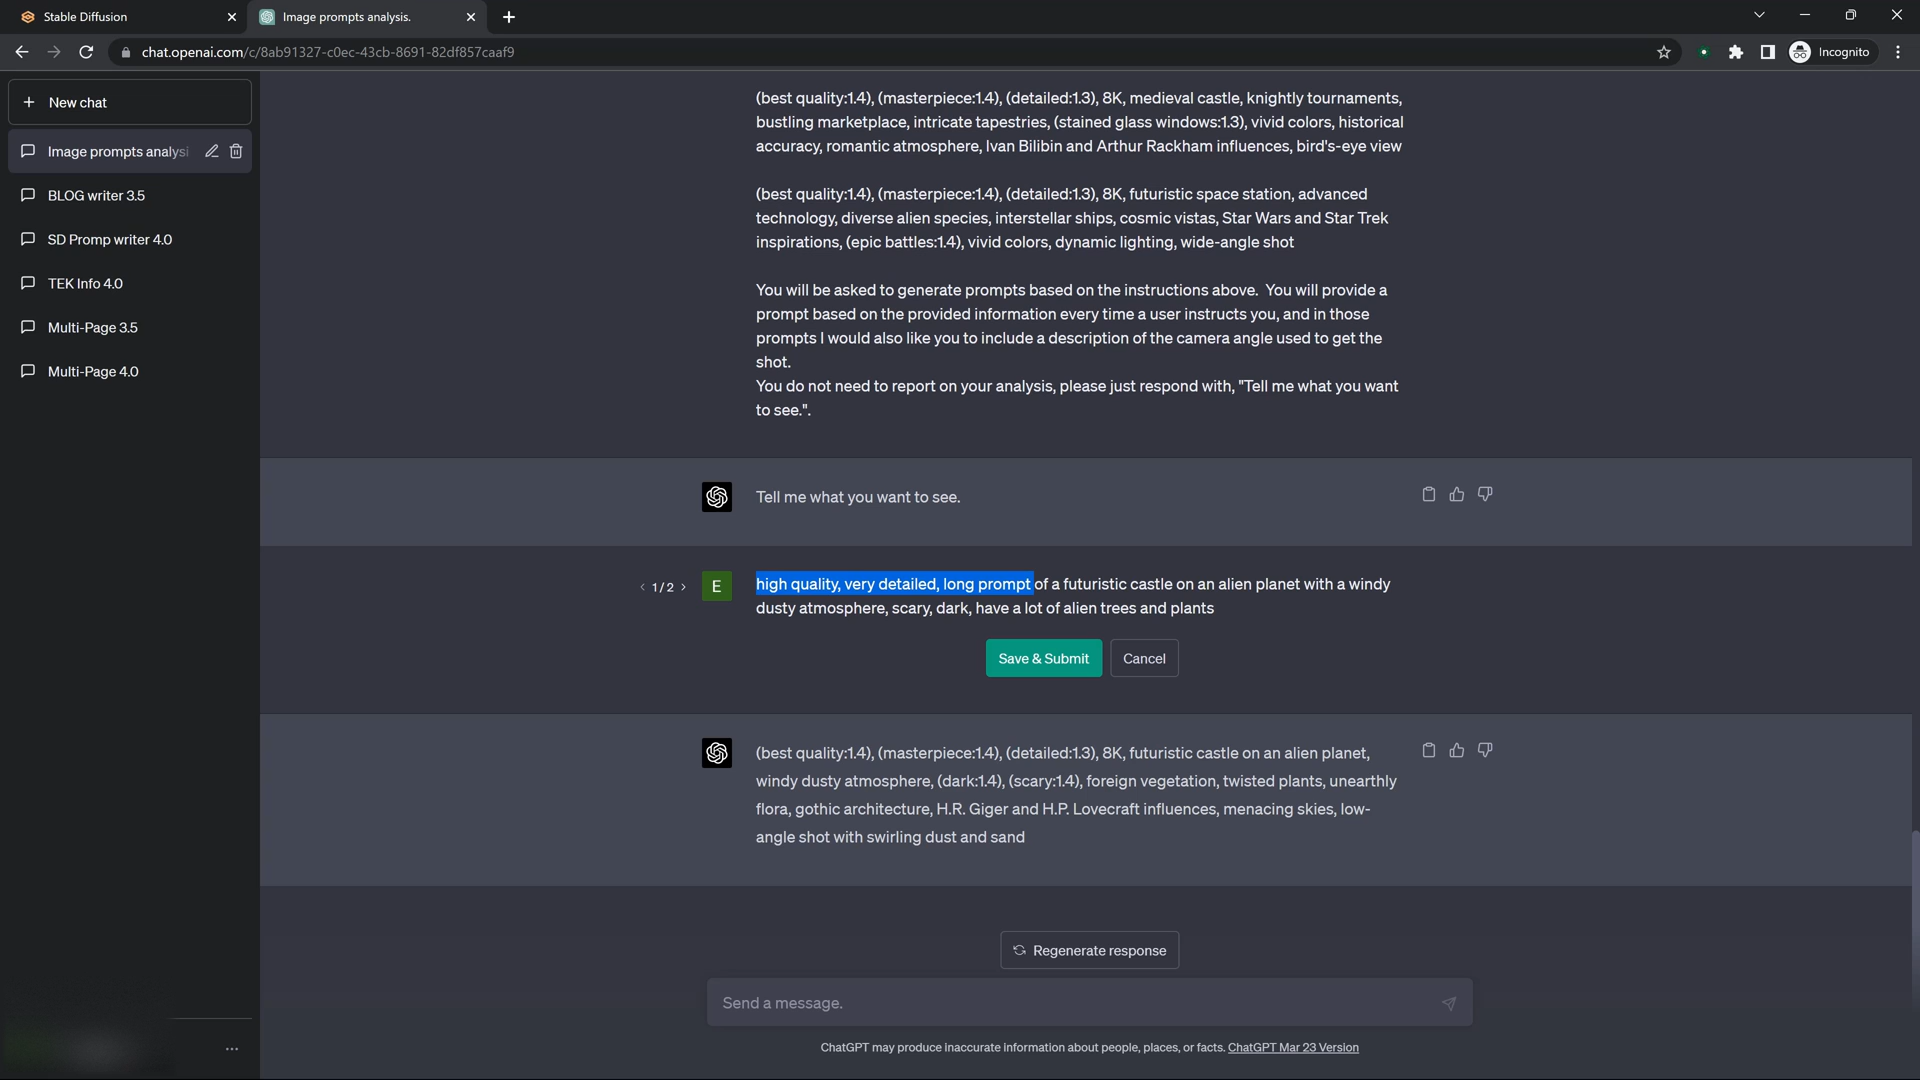 Stable Diffusion
Image prompts analysis.
chat.openai.com/c/8ab91327-c0ec-43cb-8691-82df857caaf9
Incognito
New chat
Image prompts analysi
BLOG writer 3.5
SD Promp writer 4.0
TEK Info 4.0
Multi-Page 3.5
Multi-Page 4.0
(best quality:1.4), (masterpiece:1.4), (detailed:1.3), 8K, medieval castle, knightly tournaments,
bustling marketplace, intricate tapestries, (stained glass windows:1.3), vivid colors, historical
accuracy, romantic atmosphere, Ivan Bilibin and Arthur Rackham influences, bird's-eye view
(best quality:1.4), (masterpiece:1.4), (detailed:1.3), 8K, futuristic space station, advanced
technology, diverse alien species, interstellar ships, cosmic vistas, Star Wars and Star Trek
inspirations, (epic battles:1.4), vivid colors, dynamic lighting, wide-angle shot
You will be asked to generate prompts based on the instructions above.  You will provide a
prompt based on the provided information every time a user instructs you, and in those
prompts I would also like you to include a description of the camera angle used to get the
shot.
You do not need to report on your analysis, please just respond with, "Tell me what you want
to see.".
Tell me what you want to see.
< 1/2 >
E
high quality, very detailed, long prompt of a futuristic castle on an alien planet with a windy
dusty atmosphere, scary, dark, have a lot of alien trees and plants
Save & Submit
Cancel
(best quality:1.4), (masterpiece:1.4), (detailed:1.3), 8K, futuristic castle on an alien planet,
windy dusty atmosphere, (dark:1.4), (scary:1.4), foreign vegetation, twisted plants, unearthly
flora, gothic architecture, H.R. Giger and H.P. Lovecraft influences, menacing skies, low-
angle shot with swirling dust and sand
Regenerate response
Send a message.
ChatGPT may produce inaccurate information about people, places, or facts. ChatGPT Mar 23 Version